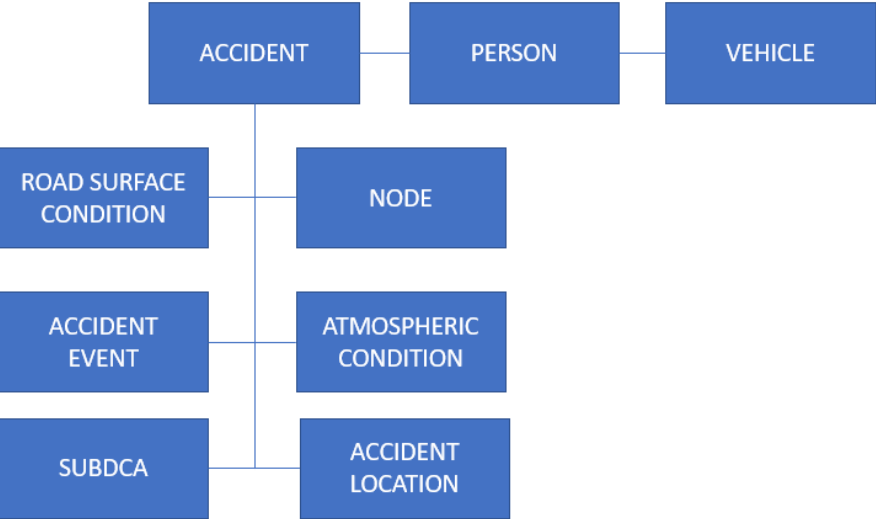 ACCIDENT
PERSON
VEHICLE
ROAD SURFACE
CONDITION
NODE
ACCIDENT
EVENT
ATMOSPHERIC
CONDITION
SUBDCA
ACCIDENT
LOCATION